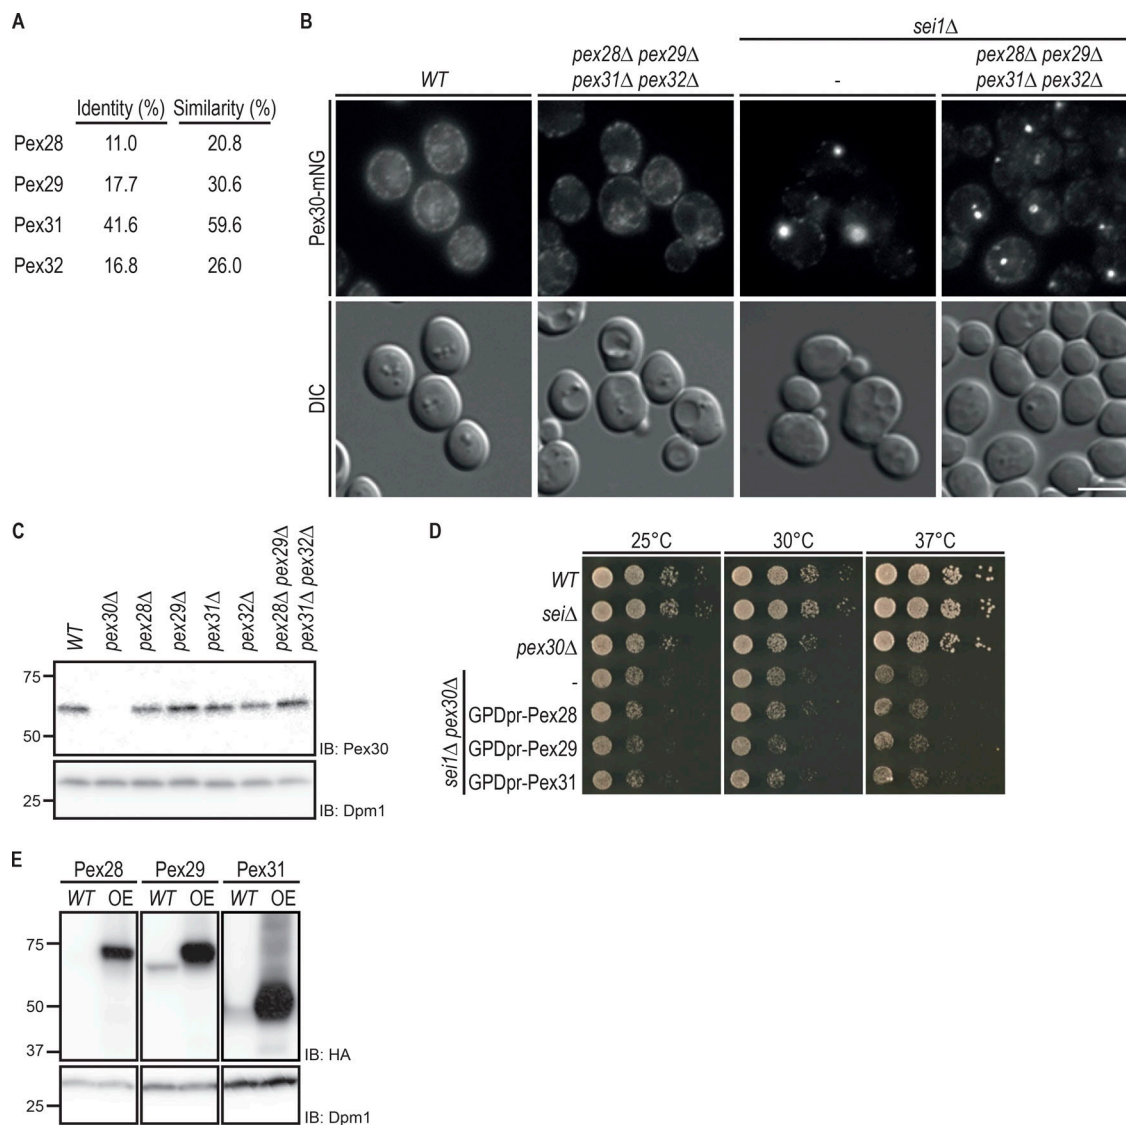 A
Identity (%) Similarity (%)
Pex28 11.0 20.8
Pex29 17.7 30.6
Pex31 41.6 59.6
Pex32 16.8 26.0
B
sei1Δ
WT
pex28Δ pex29Δ
pex31Δ pex32Δ
-
pex28Δ pex29Δ
pex31Δ pex32Δ
Pex30-mNG
DIC
C
WT
pex30Δ
pex28Δ
pex29Δ
pex31Δ
pex32Δ
pex28Δ pex29Δ
pex31Δ pex32Δ
75
50
IB: Pex30
25
IB: Dpm1
D
25°C 30°C 37°C
WT
seiΔ
pex30Δ
sei1Δ pex30Δ
-
GPDpr-Pex28
GPDpr-Pex29
GPDpr-Pex31
E
Pex28 Pex29 Pex31
WT OE WT OE WT OE
75
50
37
IB: HA
25
IB: Dpm1